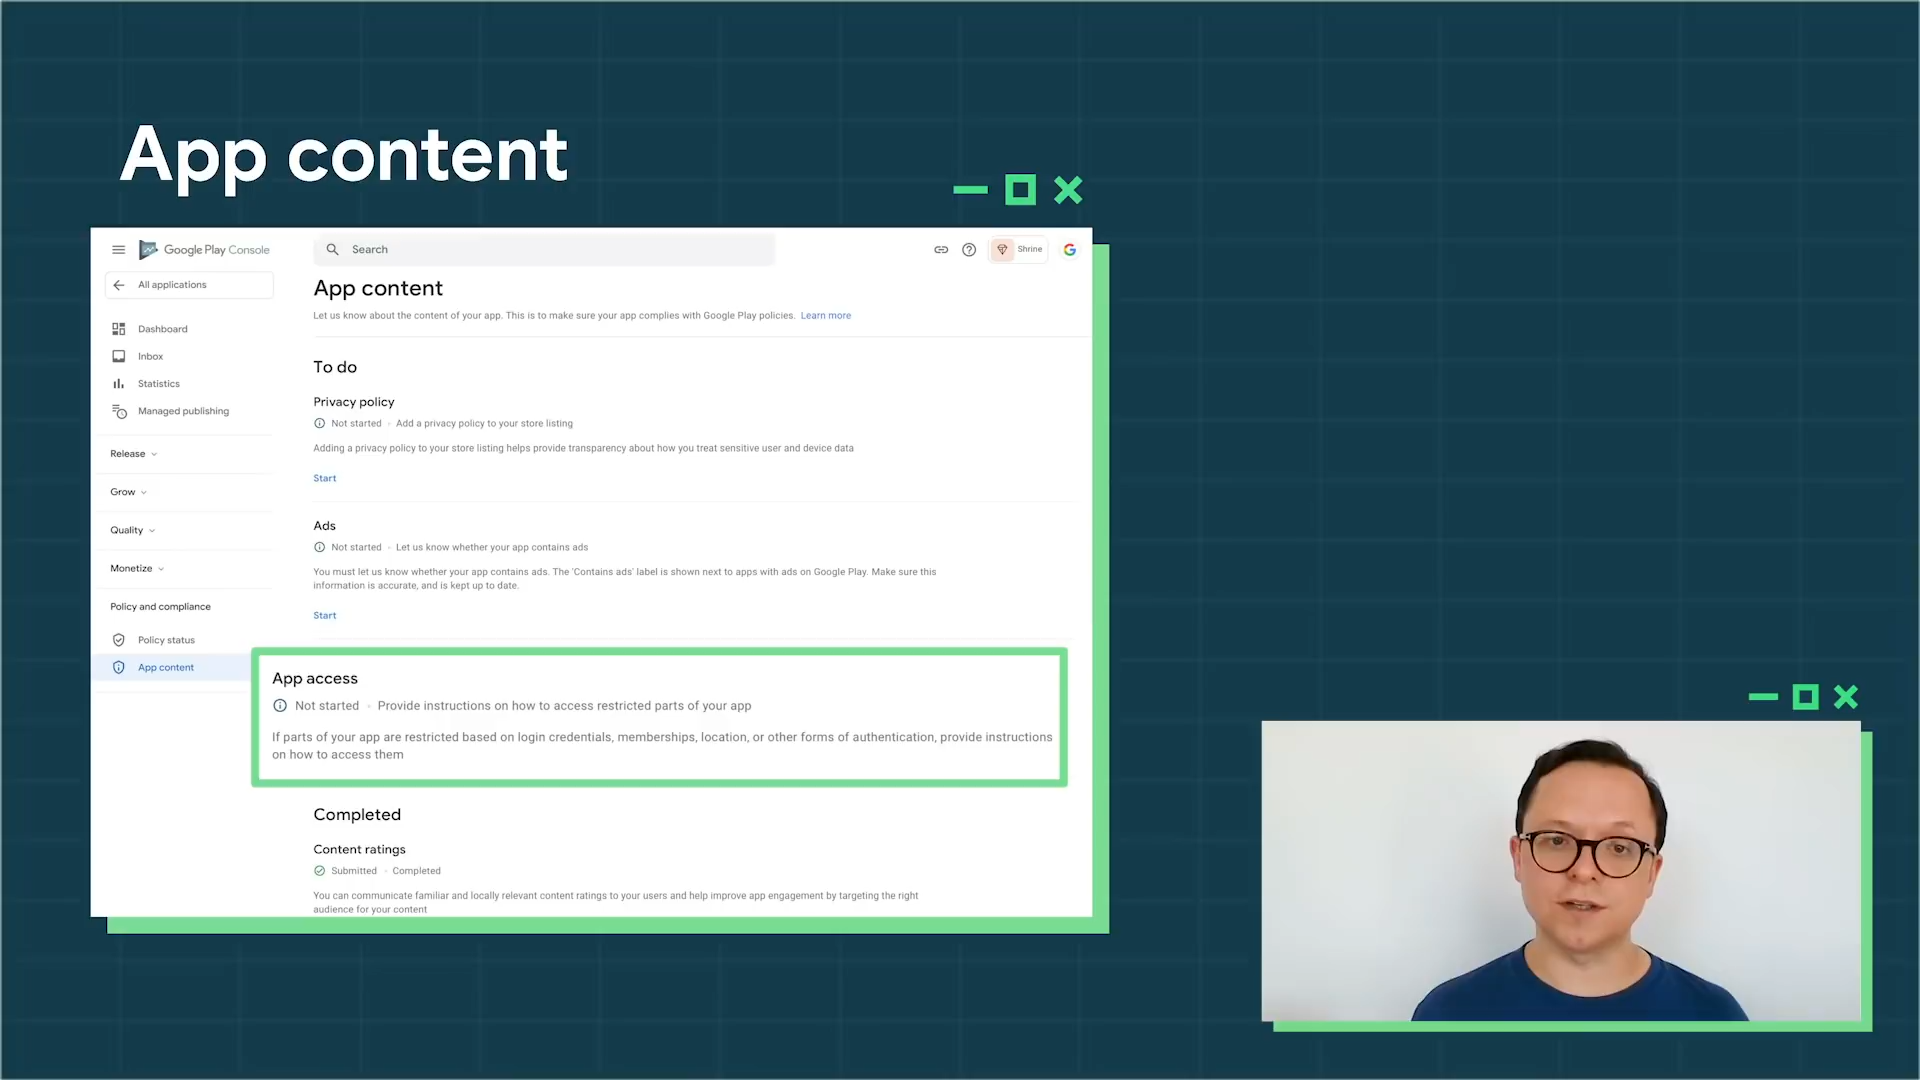 App content
Google Play Console
Search
Shrine
All applications
Dashboard
Inbox
Statistics
Managed publishing
Release
Grow
Quality
Monetize
Policy and compliance
Policy status
App content
App content
Let us know about the content of your app. This is to make sure your app complies with Google Play policies. Learn more
To do
Privacy policy
Not started · Add a privacy policy to your store listing
Adding a privacy policy to your store listing helps provide transparency about how you treat sensitive user and device data
Start
Ads
Not started · Let us know whether your app contains ads
You must let us know whether your app contains ads. The 'Contains ads' label is shown next to apps with ads on Google Play. Make sure this
information is accurate, and is kept up to date.
Start
App access
Not started · Provide instructions on how to access restricted parts of your app
If parts of your app are restricted based on login credentials, memberships, location, or other forms of authentication, provide instructions
on how to access them
Completed
Content ratings
Submitted · Completed
You can communicate familiar and locally relevant content ratings to your users and help improve app engagement by targeting the right
audience for your content